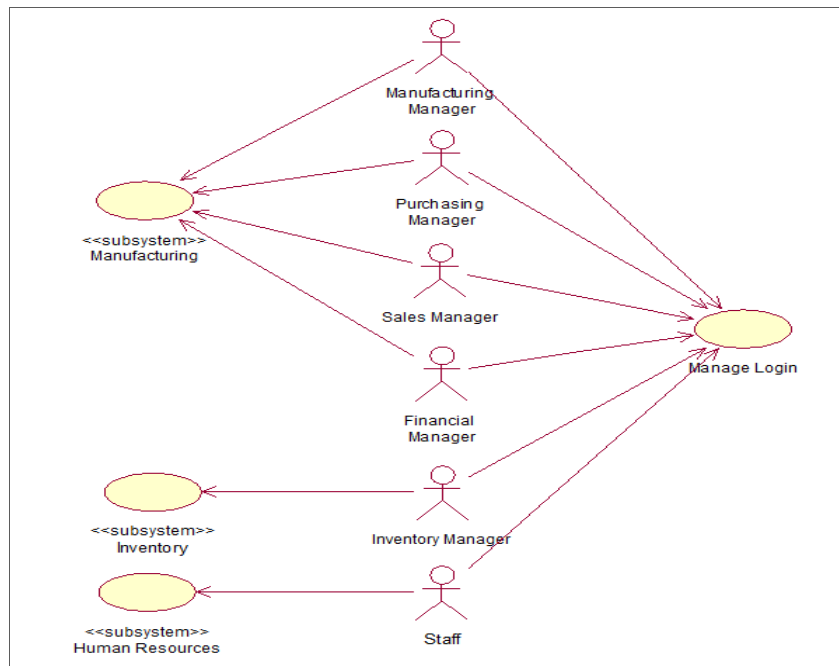 Manufacturing
Manager
Purchasing
Manager
<<subsystem>>
Manufacturing
Sales Manager
Manage Login
Financial
Manager
<<subsystem>>
Inventory
Inventory Manager
<<subsystem>>
Human Resources
Staff